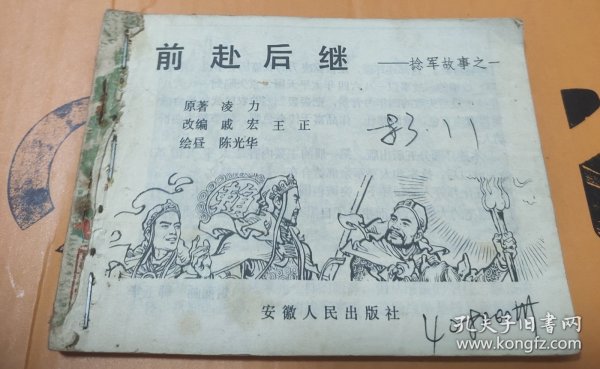 前赴后继 ——捻军故事之一
原著 凌力
改编 戚宏 王正
绘昼 陈光华
安徽人民出版社
孔夫子旧书网
www.kongfz.com